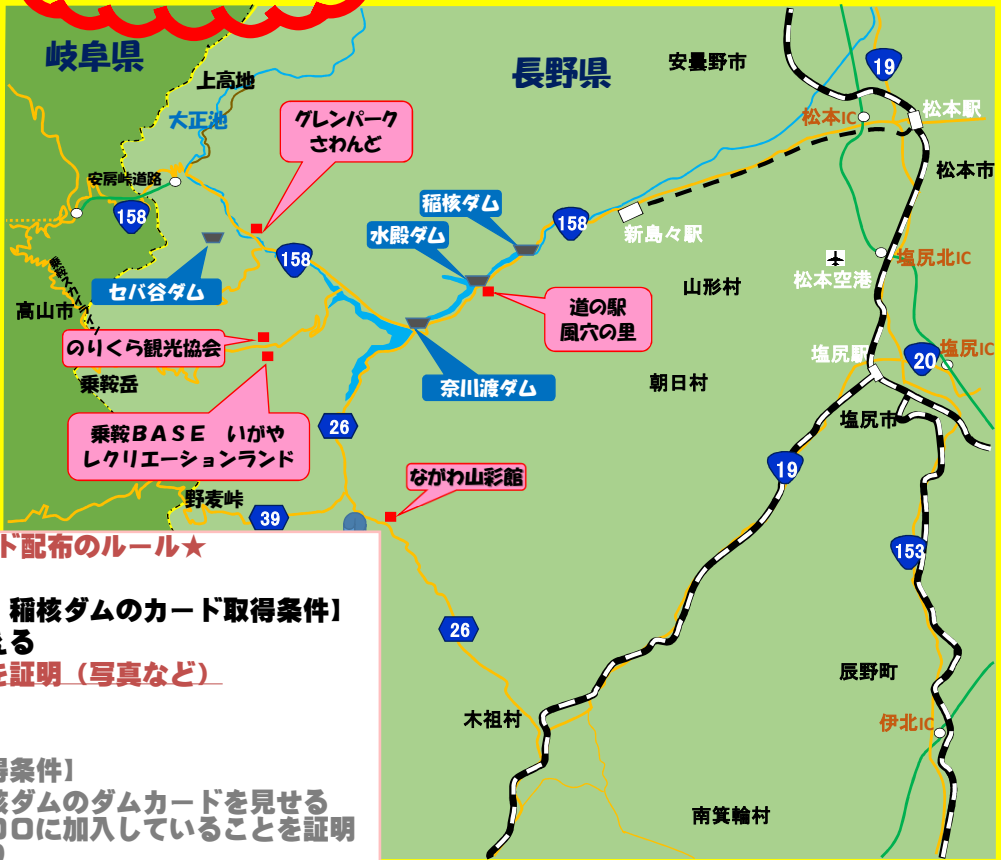 岐阜県
長野県
上高地
大正池
安曇野市
19
松本IC
松本駅
松本市
グレンパーク
さわんど
安房峠道路
158
稲核ダム
水殿ダム
158
新島々駅
158
セバ谷ダム
塩尻北IC
松本空港
山形村
乗鞍スカイライン
高山市
道の駅
風穴の里
のりくら観光協会
奈川渡ダム
塩尻駅
20
塩尻IC
朝日村
乗鞍岳
塩尻市
乗鞍BASE いがや
レクリエーションランド
26
19
ながわ山彩館
野麦峠
39
153
ド配布のルール★
稲核ダムのカード取得条件】
える
を証明（写真など）
26
辰野町
木祖村
伊北IC
得条件】
核ダムのダムカードを見せる
に加入していることを証明
南箕輪村